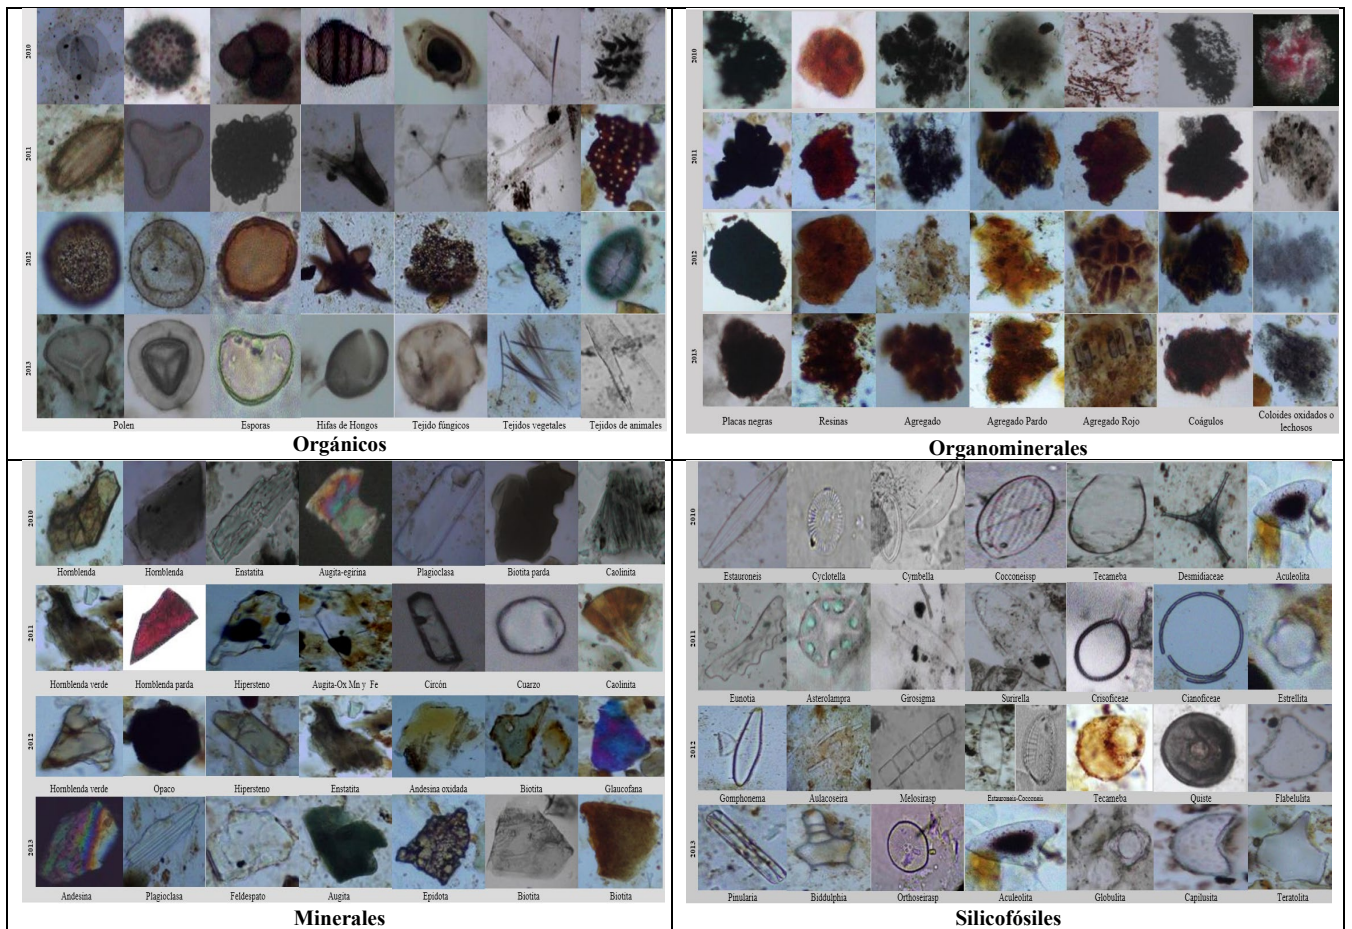 2010
2011
2012
2013
Polen Esporas Hifas de Hongos Tejido fúngicos Tejidos vegetales Tejidos de animales
Orgánicos
2010
2011
2012
2013
Placas negras Resinas Agregado Agregado Pardo Agregado Rojo Coágulos Coloides oxidados o
lechosos
Organominerales
2010
Hornblenda Hornblenda Enstatita Augita-egirina Plagioclasa Biotita parda Caolinita
2011
Hornblenda verde Hornblenda parda Hipersteno Augita-Ox Mn y Fe Circón Cuarzo Caolinita
2012
Hornblenda verde Opaco Hipersteno Enstatita Andesina oxidada Biotita Glaucofana
2013
Andesina Plagioclasa Feldespato Augita Epidota Biotita Biotita
Minerales
2010
Estauroneis Cyclotella Cymbella Cocconeissp Tecameba Desmidiaceae Aculeolita
2011
Eunotia Asterolampra Girosigma Surirella Crisoficeae Cianoficeae Estrellita
2012
Gomphonema Aulacoseira Melosirasp Estauroneis-Cocconeis Tecameba Quiste Flabelulita
2013
Pinularia Biddulphia Orthoseirasp Aculeolita Globulita Capilusita Teratolita
Silicofósiles